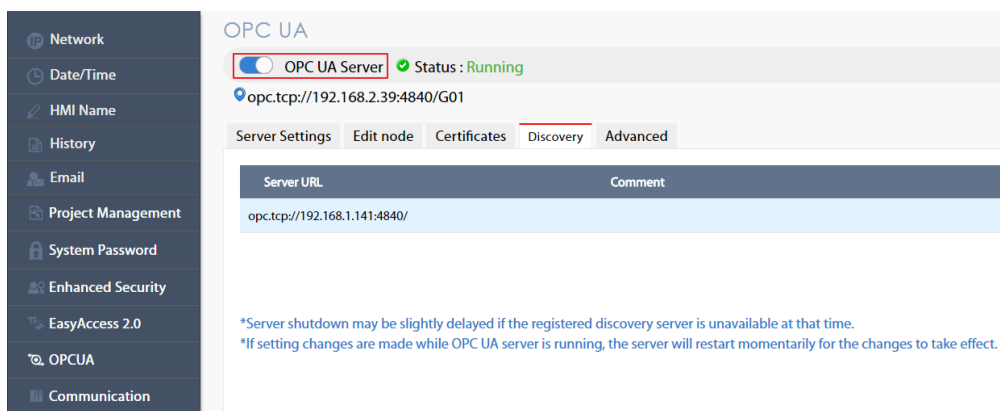 Network
Date/Time
HMI Name
History
Email
Project Management
System Password
Enhanced Security
EasyAccess 2.0
OPCUA
Communication
OPC UA
OPC UA Server Status : Running
opc.tcp://192.168.2.39:4840/G01
Server Settings Edit node Certificates Discovery Advanced
Server URL Comment
opc.tcp://192.168.1.141:4840/
*Server shutdown may be slightly delayed if the registered discovery server is unavailable at that time.
*If setting changes are made while OPC UA server is running, the server will restart momentarily for the changes to take effect.